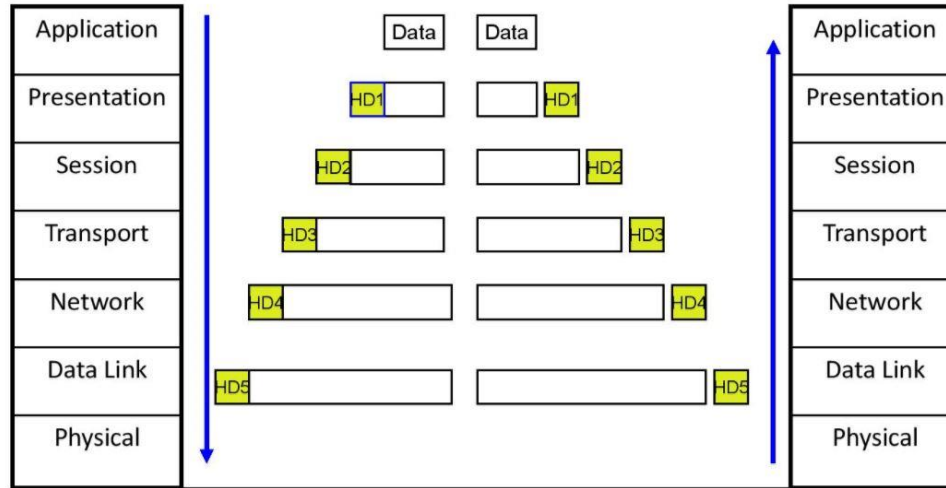 Application Data Data Application
Presentation HD1 HD1 Presentation
Session HD2 HD2 Session
Transport HD3 HD3 Transport
Network HD4 HD4 Network
Data Link HD5 HD5 Data Link
Physical Physical